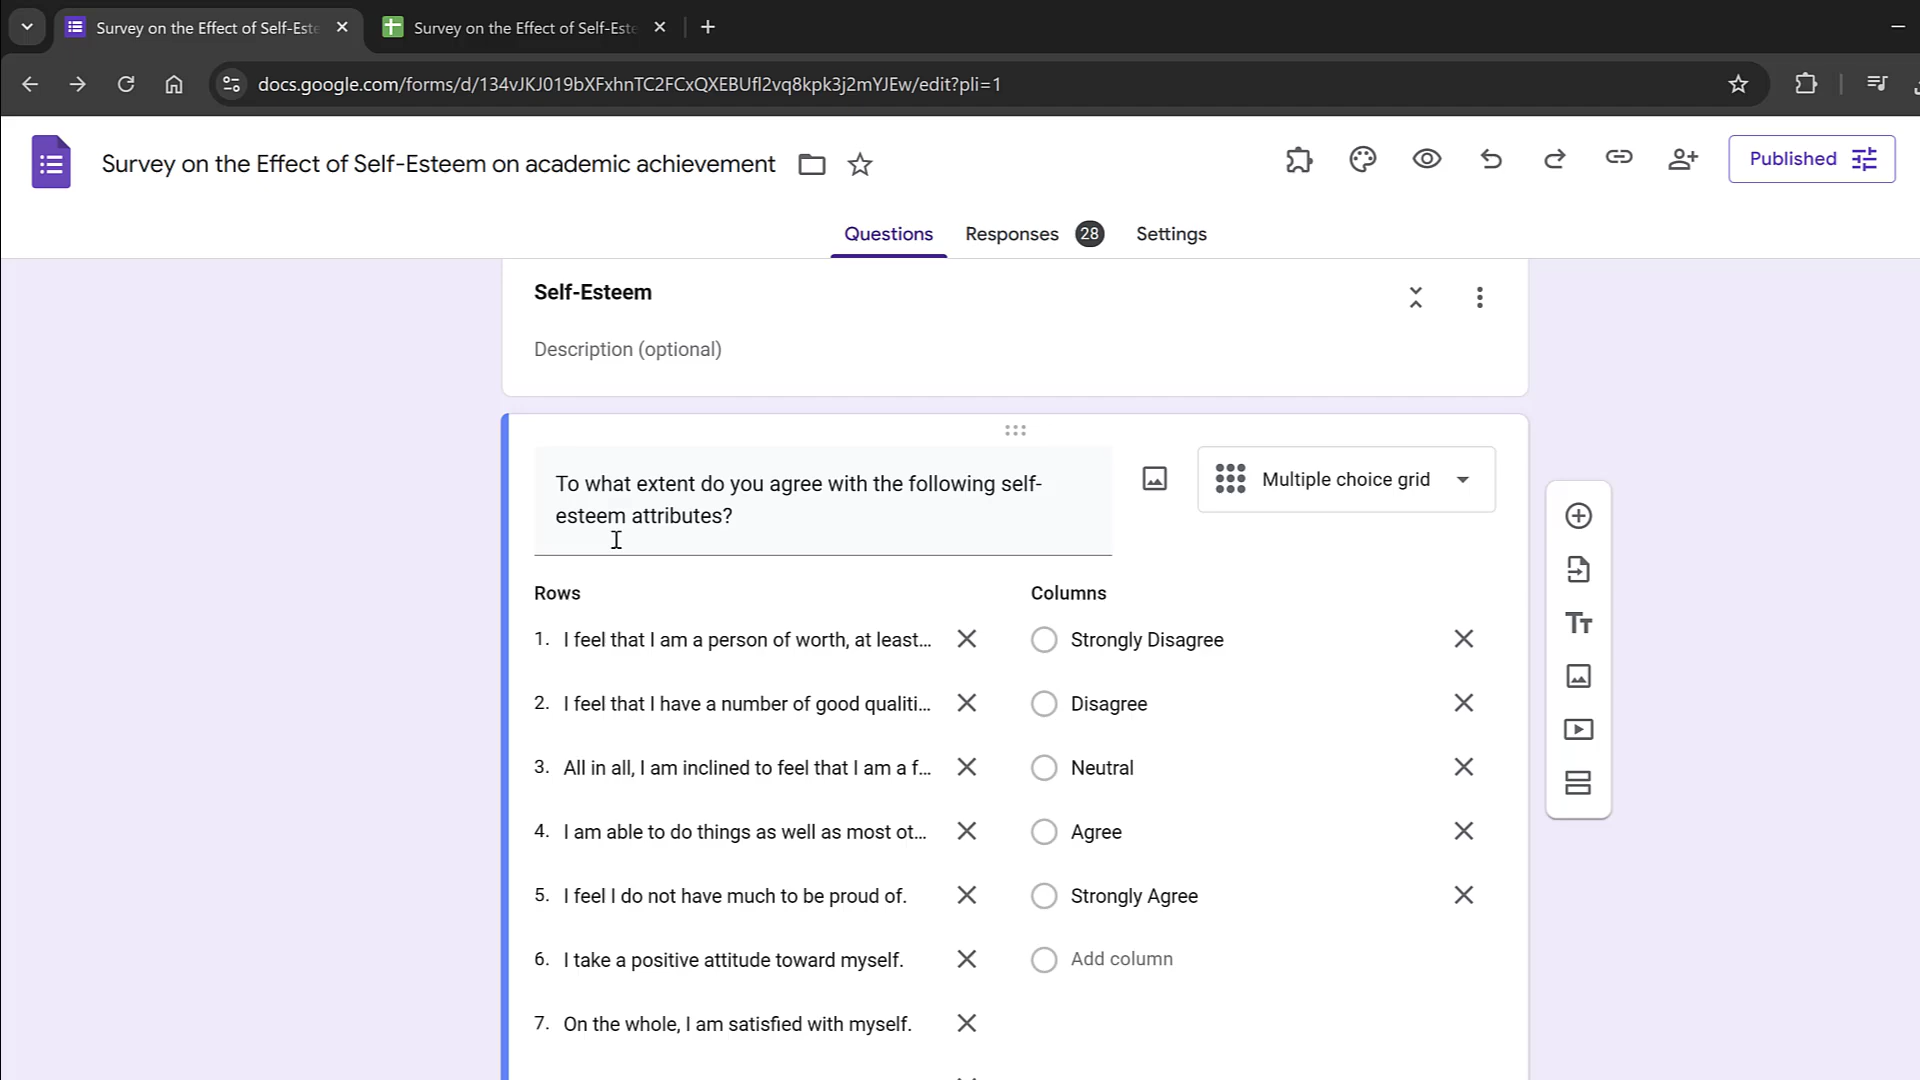 Survey on the Effect of Self-Este
Survey on the Effect of Self-Este
docs.google.com/forms/d/134vJKJ019bXFxhnTC2FCxQXEBUfl2vq8kpk3j2mYJEw/edit?pli=1
Survey on the Effect of Self-Esteem on academic achievement
Published
Questions Responses 28 Settings
Self-Esteem
Description (optional)
To what extent do you agree with the following self-
esteem attributes?
Multiple choice grid
Rows Columns
1. I feel that I am a person of worth, at least... Strongly Disagree
2. I feel that I have a number of good qualiti... Disagree
3. All in all, I am inclined to feel that I am a f... Neutral
4. I am able to do things as well as most ot... Agree
5. I feel I do not have much to be proud of. Strongly Agree
6. I take a positive attitude toward myself. Add column
7. On the whole, I am satisfied with myself.